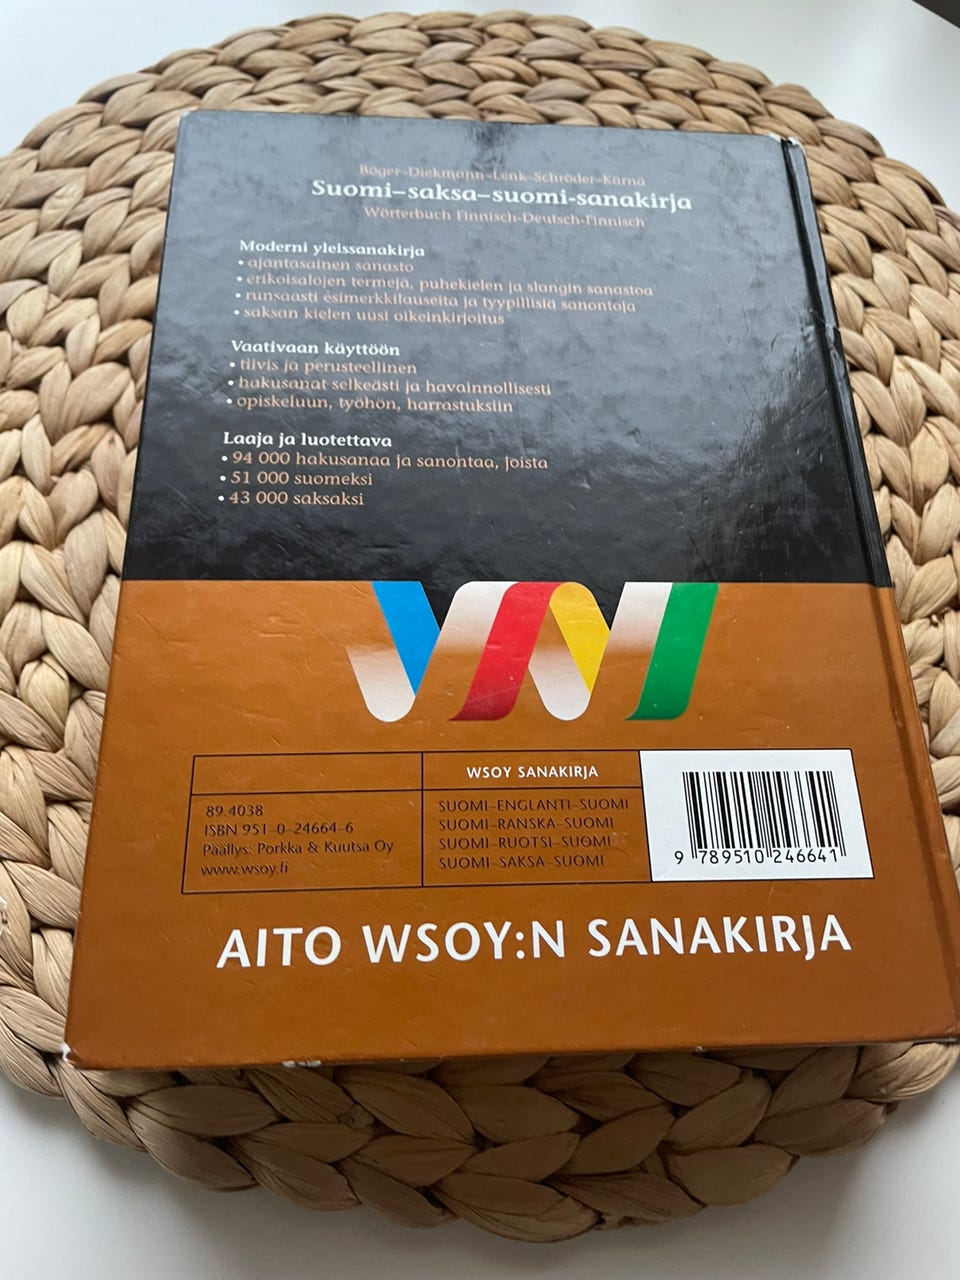 Böger–Diekmann–Lenk–Schröder–Kärnä
Suomi–saksa–suomi-sanakirja
Wörterbuch Finnisch-Deutsch-Finnisch
Moderni yleissanakirja
• ajantasainen sanasto
• erikoisalojen termejä, puhekielen ja slangin sanastoa
• runsaasti esimerkkilauseita ja tyypillisiä sanontoja
• saksan kielen uusi oikeinkirjoitus
Vaativaan käyttöön
• tiivis ja perusteellinen
• hakusanat selkeästi ja havainnollisesti
• opiskeluun, työhön, harrastuksiin
Laaja ja luotettava
• 94 000 hakusanaa ja sanontaa, joista
• 51 000 suomeksi
• 43 000 saksaksi
89.4038
ISBN 951-0-24664-6
Päällys: Porkka & Kuutsa Oy
www.wsoy.fi
WSOY SANAKIRJA
SUOMI–ENGLANTI–SUOMI
SUOMI–RANSKA–SUOMI
SUOMI–RUOTSI–SUOMI
SUOMI–SAKSA–SUOMI
9 789510 246641
AITO WSOY:N SANAKIRJA